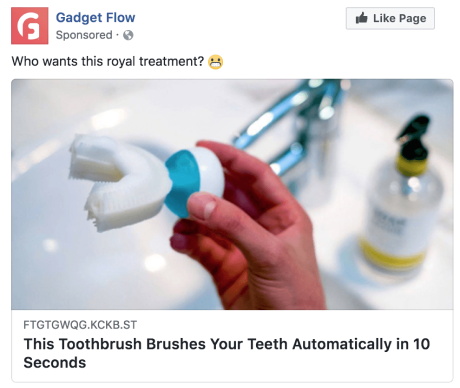 Gadget Flow
Sponsored ·
Like Page
Who wants this royal treatment?
FTGTGWQG.KCKB.ST
This Toothbrush Brushes Your Teeth Automatically in 10
Seconds